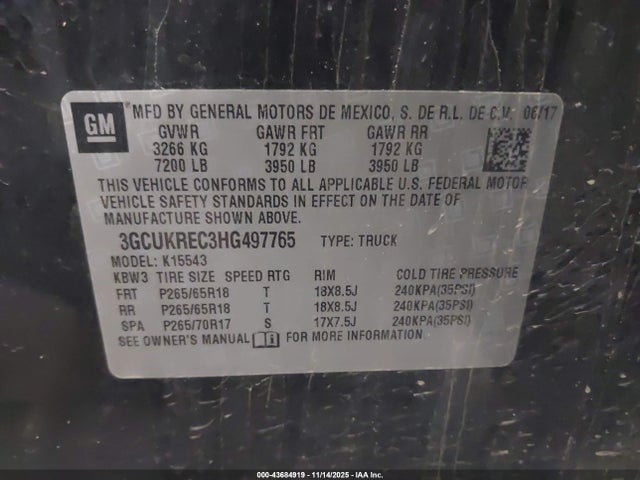 GM
*MFD BY GENERAL MOTORS DE MEXICO, S. DE R.L. DE C.V. 06/17
GVWR GAWR FRT GAWR RR
3266 KG 1792 KG 1792 KG
7200 LB 3950 LB 3950 LB
THIS VEHICLE CONFORMS TO ALL APPLICABLE U.S. FEDERAL MOTOR
VEHICLE SAFETY STANDARDS IN EFFECT ON THE DATE OF
MANUFACTURE SHOWN ABOVE.
3GCUKREC3HG497765 TYPE: TRUCK
MODEL: K15543
KBW3 TIRE SIZE SPEED RTG RIM COLD TIRE PRESSURE
FRT P265/65R18 T 18X8.5J 240KPA(35PSI)
RR P265/65R18 T 18X8.5J 240KPA(35PSI)
SPA P265/70R17 S 17X7.5J 240KPA(35PSI)
SEE OWNER'S MANUAL FOR MORE INFORMATION.
000-43684919 - 11/14/2025 - IAA Inc.